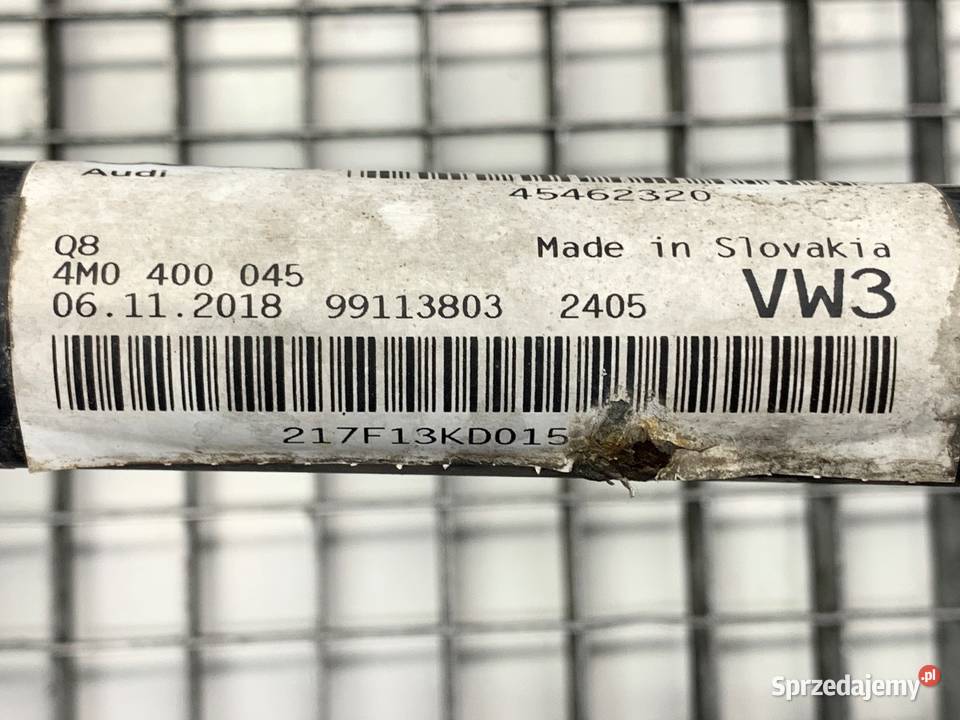 Audi
45462320
Q8 Made in Slovakia
4M0 400 045 VW3
06.11.2018 99113803 2405
217F13KD015
Sprzedajemy.pl